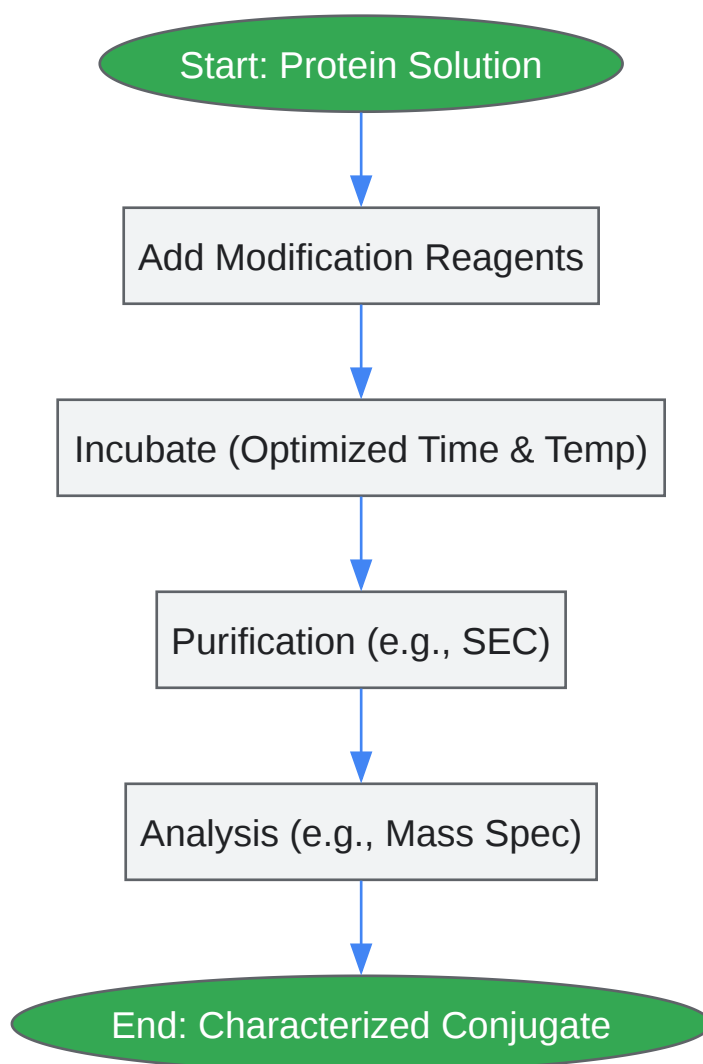 Start: Protein Solution
Add Modification Reagents
Incubate (Optimized Time & Temp)
Purification (e.g., SEC)
Analysis (e.g., Mass Spec)
End: Characterized Conjugate